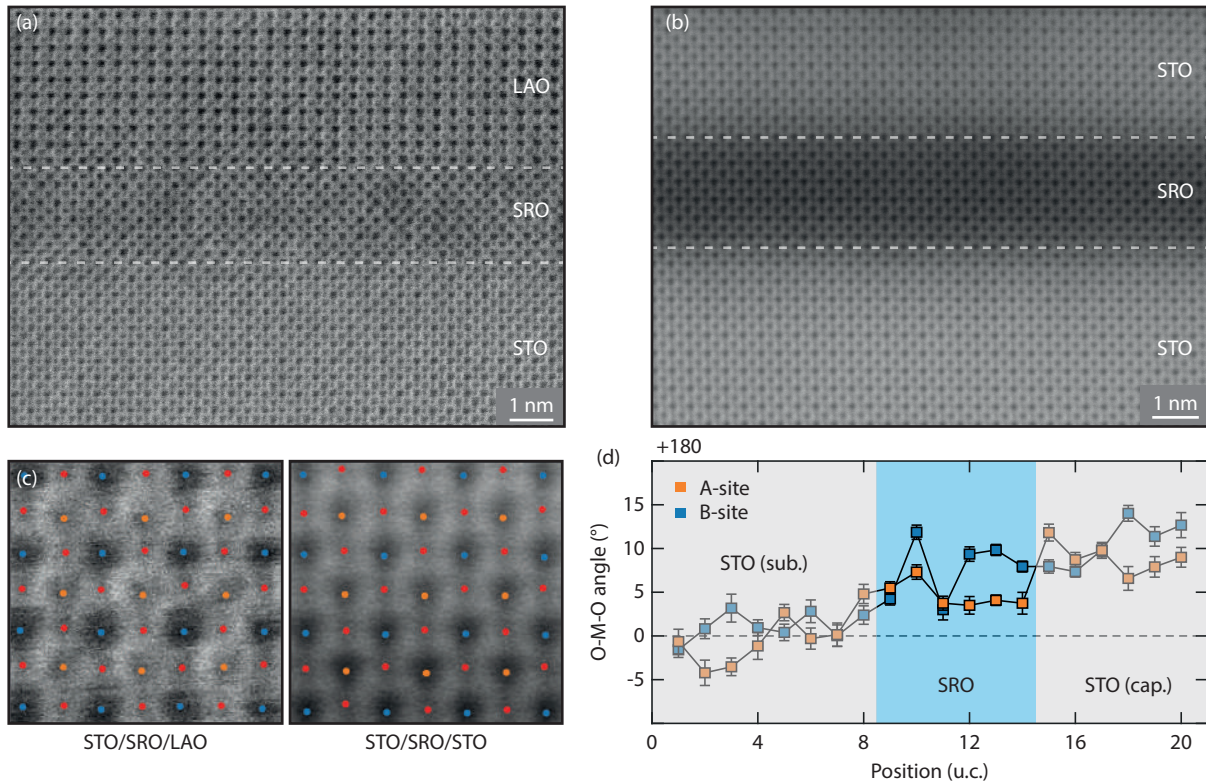 (a)
LAO
SRO
STO
1 nm
(b)
STO
SRO
STO
1 nm
(c)
STO/SRO/LAO
STO/SRO/STO
(d)
+180
15
10
5
0
-5
O-M-O angle (°)
A-site
B-site
STO (sub.)
SRO
STO (cap.)
0
4
8
12
16
20
Position (u.c.)